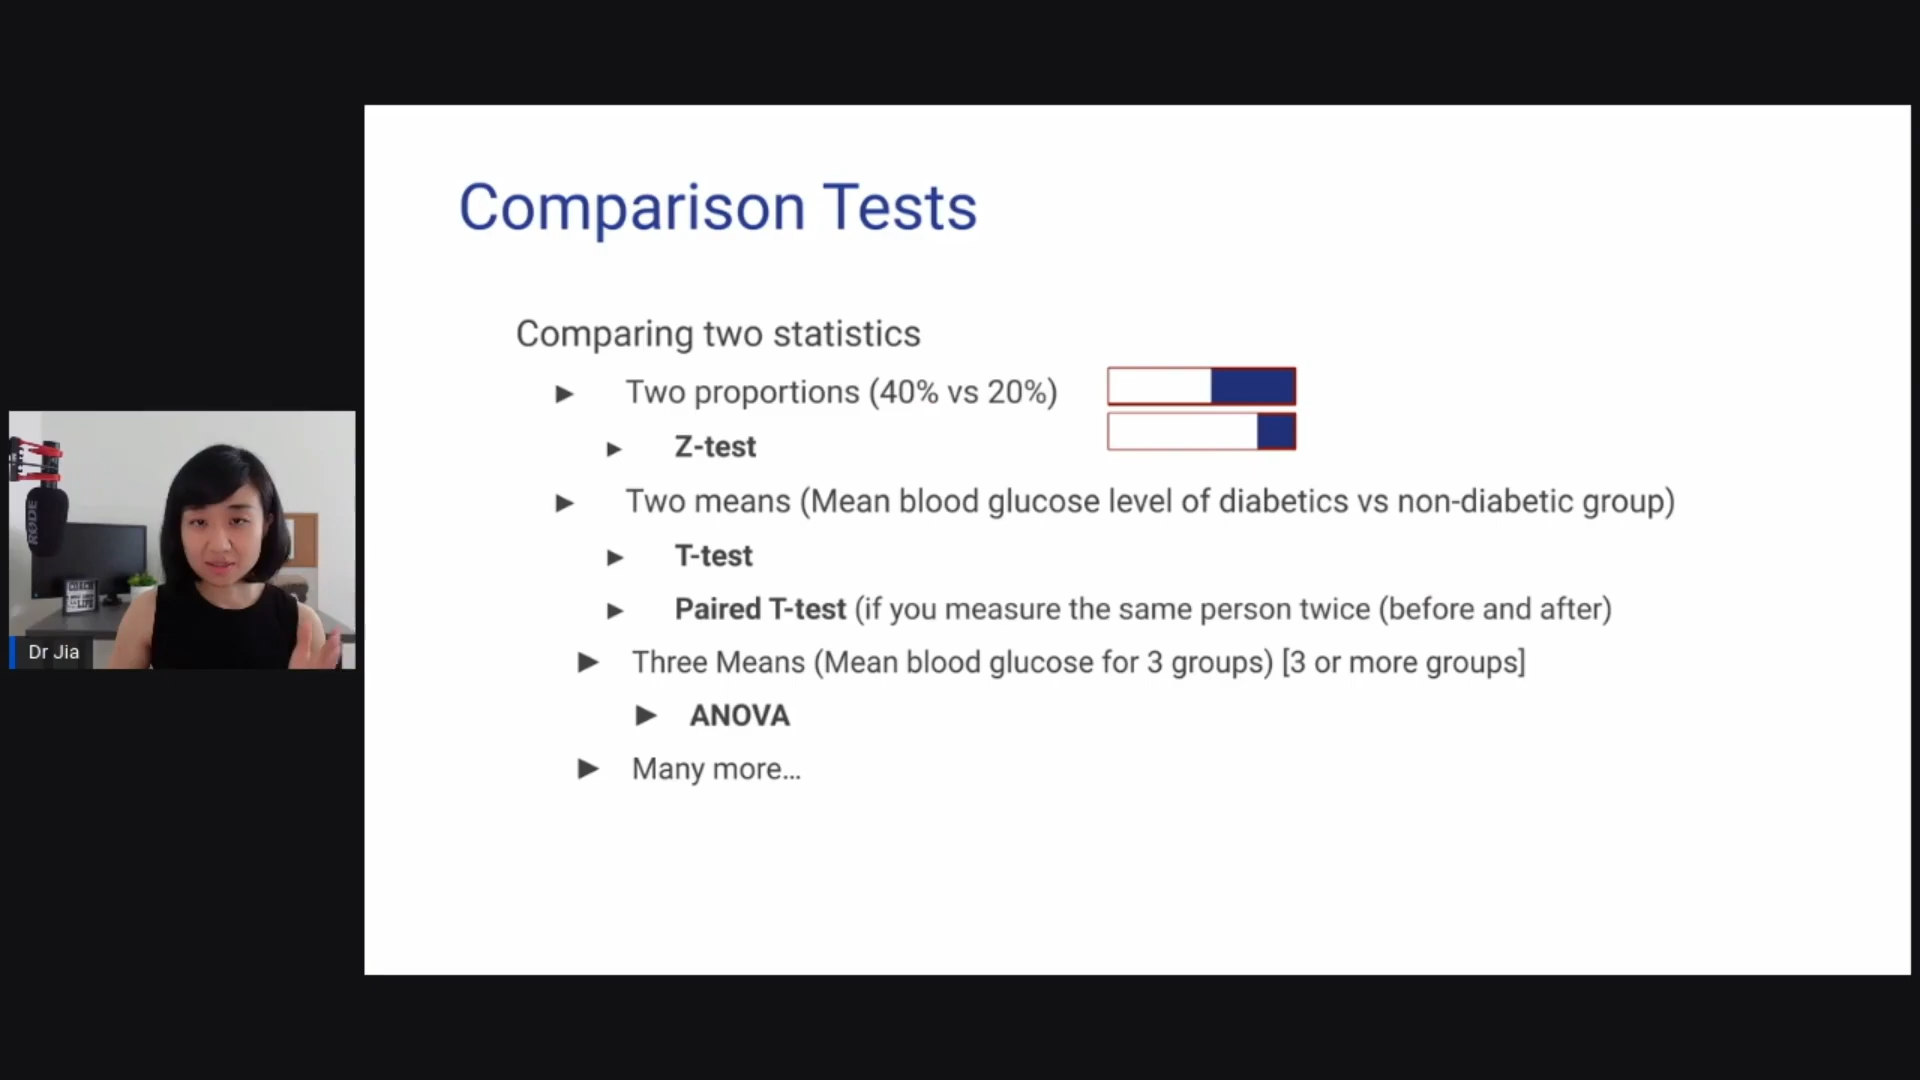 Comparison Tests
Comparing two statistics
► Two proportions (40% vs 20%)
► Z-test
► Two means (Mean blood glucose level of diabetics vs non-diabetic group)
► T-test
► Paired T-test (if you measure the same person twice (before and after)
► Three Means (Mean blood glucose for 3 groups) [3 or more groups]
► ANOVA
► Many more...
RØDE
Dr Jia